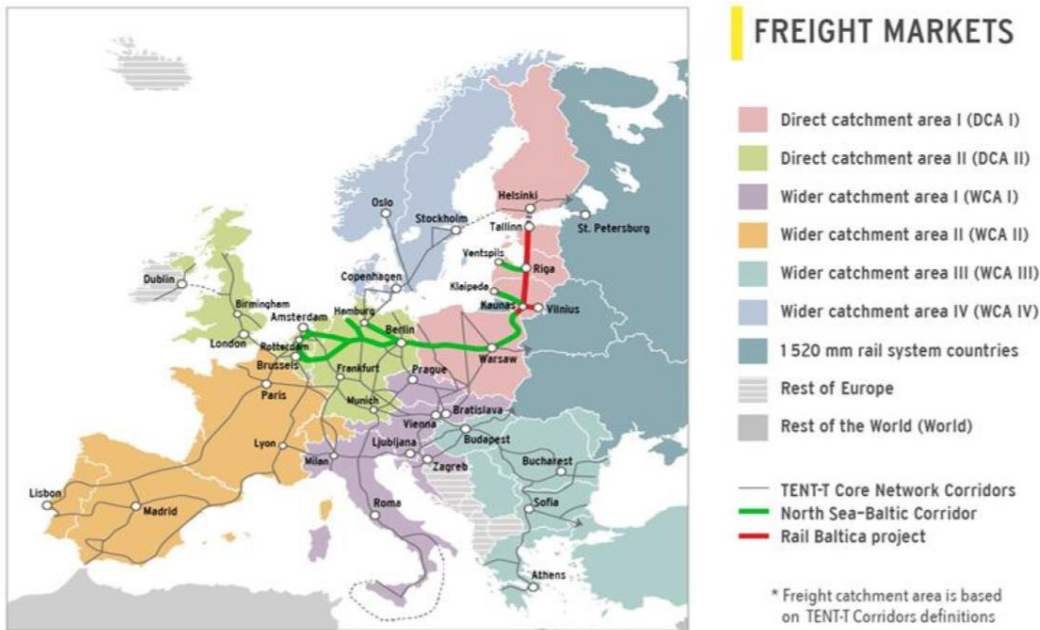 FREIGHT MARKETS
Direct catchment area I (DCA I)
Direct catchment area II (DCA II)
Wider catchment area I (WCA I)
Wider catchment area II (WCA II)
Wider catchment area III (WCA III)
Wider catchment area IV (WCA IV)
1 520 mm rail system countries
Rest of Europe
Rest of the World (World)
TENT-T Core Network Corridors
North Sea-Baltic Corridor
Rail Baltica project
* Freight catchment area is based
on TENT-T Corridors definitions
Helsinki
Oslo
Stockholm
Tallinn
St. Petersburg
Ventspils
Riga
Copenhagen
Dublin
Klaipeda
Birmingham
Hamburg
Kaunas
Vilnius
Amsterdam
Berlin
London
Rotterdam
Warsaw
Brussels
Frankfurt
Prague
Paris
Munich
Bratislava
Vienna
Lyon
Ljubljana
Budapest
Milan
Zagreb
Bucharest
Lisbon
Roma
Sofia
Madrid
Athens